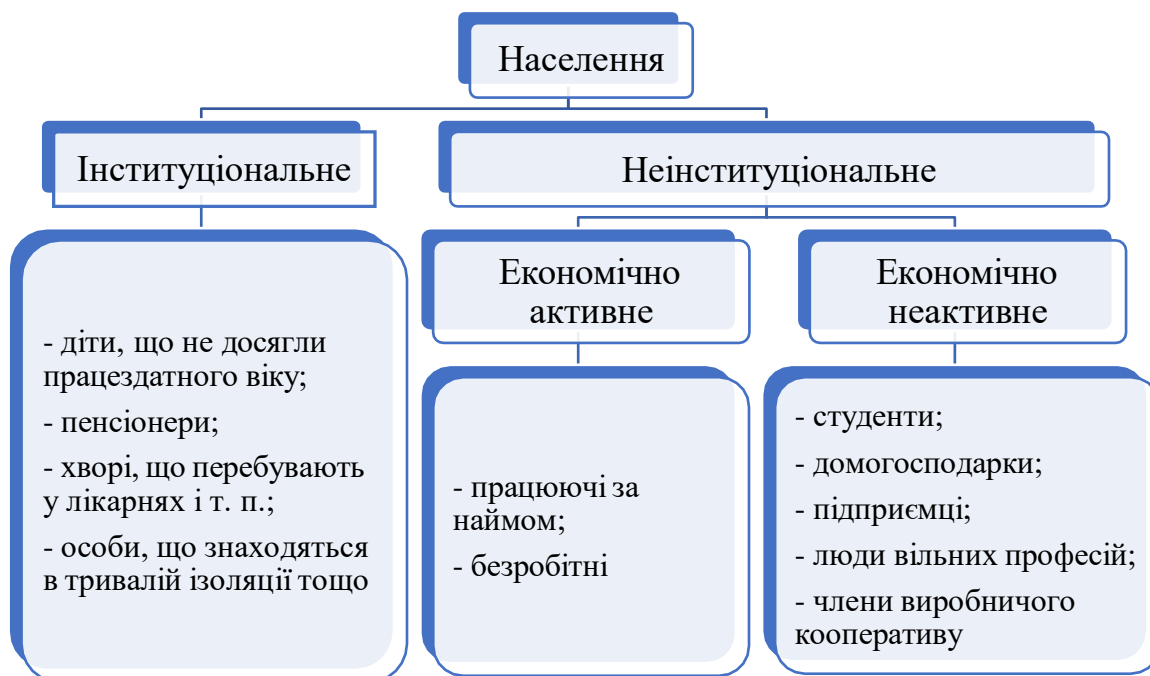 Населення
Інституціональне
Неінституціональне
- діти, що не досягли
працездатного віку;
- пенсіонери;
- хворі, що перебувають
у лікарнях і т. п.;
- особи, що знаходяться
в тривалій ізоляції тощо
Економічно
активне
- працюючі за
наймом;
- безробітні
Економічно
неактивне
- студенти;
- домогосподарки;
- підприємці;
- люди вільних професій;
- члени виробничого
кооперативу